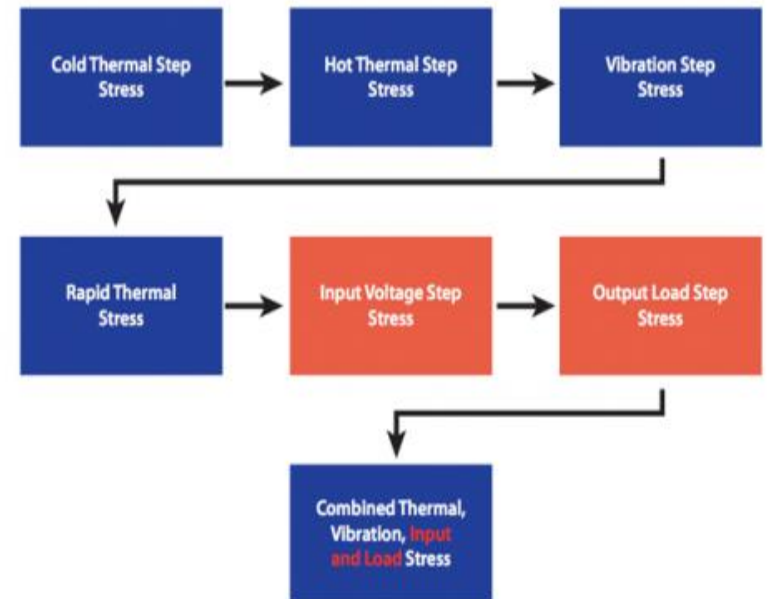 Cold Thermal Step
Stress
Hot Thermal Step
Stress
Vibration Step
Stress
Rapid Thermal
Stress
Input Voltage Step
Stress
Output Load Step
Stress
Combined Thermal,
Vibration, Input
and Load Stress